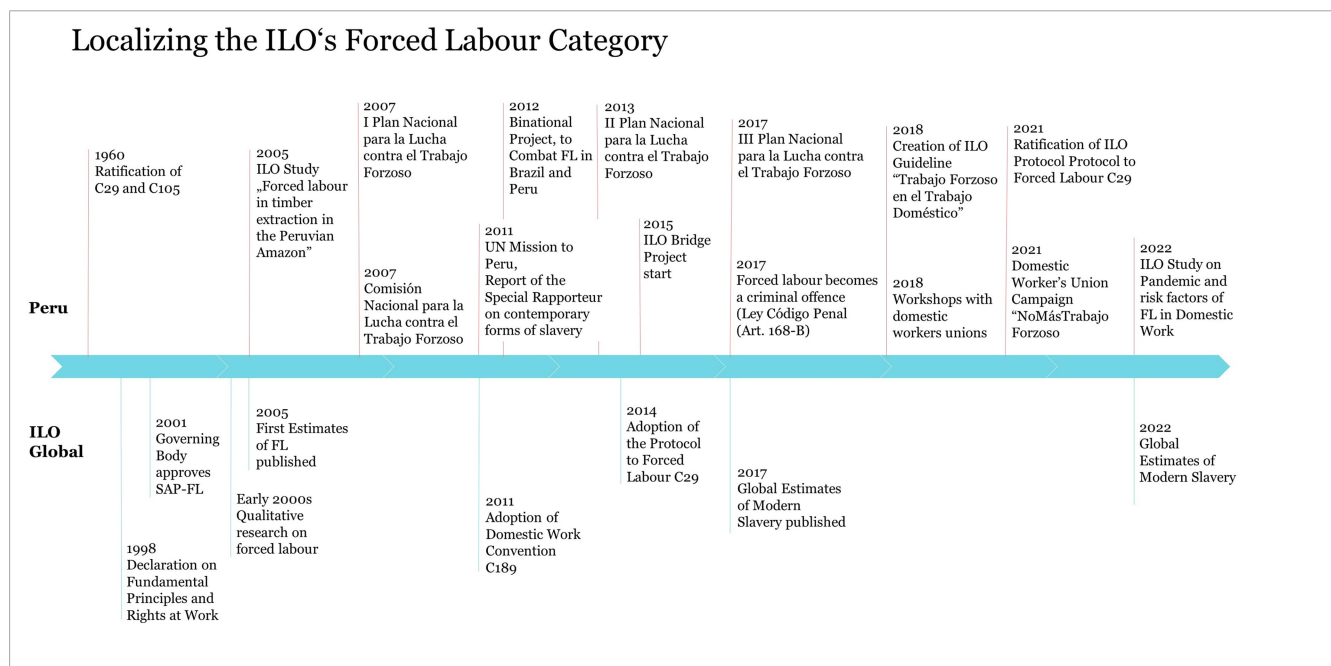 Localizing the ILO‘s Forced Labour Category
1960
Ratification of
C29 and C105
2005
ILO Study
„Forced labour
in timber
extraction in
the Peruvian
Amazon”
2007
I Plan Nacional
para la Lucha
contra el Trabajo
Forzoso
2007
Comisión
Nacional para la
Lucha contra el
Trabajo Forzoso
2012
Binational
Project, to
Combat FL in
Brazil and
Peru
2011
UN Mission to
Peru,
Report of the
Special Rapporteur
on contemporary
forms of slavery
2013
II Plan Nacional
para la Lucha
contra el Trabajo
Forzoso
2015
ILO Bridge
Project
start
2017
III Plan Nacional
para la Lucha contra
el Trabajo Forzoso
2017
Forced labour becomes
a criminal offence
(Ley Código Penal
(Art. 168-B)
2018
Creation of ILO
Guideline
“Trabajo Forzoso
en el Trabajo
Doméstico”
2018
Workshops with
domestic
workers unions
2021
Ratification of ILO
Protocol Protocol to
Forced Labour C29
2021
Domestic
Worker’s Union
Campaign
“NoMásTrabajo
Forzoso
2022
ILO Study on
Pandemic and
risk factors of
FL in Domestic
Work
Peru
ILO
Global
1998
Declaration on
Fundamental
Principles and
Rights at Work
2001
Governing
Body
approves
SAP-FL
Early 2000s
Qualitative
research on
forced labour
2005
First Estimates
of FL
published
2011
Adoption of
Domestic Work
Convention
C189
2014
Adoption of
the Protocol
to Forced
Labour C29
2017
Global Estimates
of Modern
Slavery published
2022
Global
Estimates of
Modern Slavery